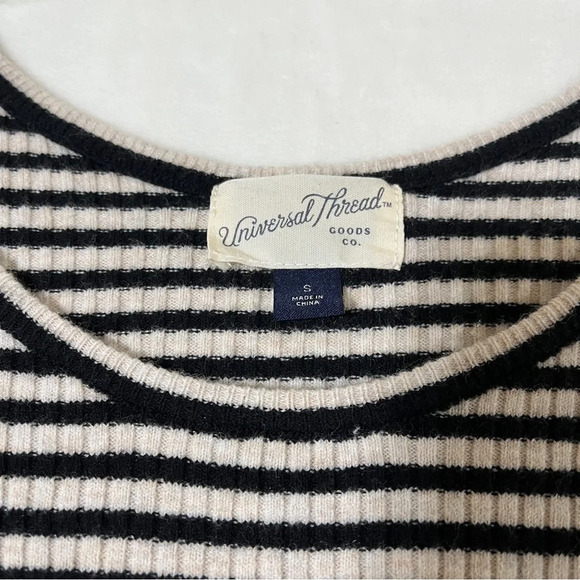 Universal Thread™
GOODS
CO.
S
MADE IN
CHINA